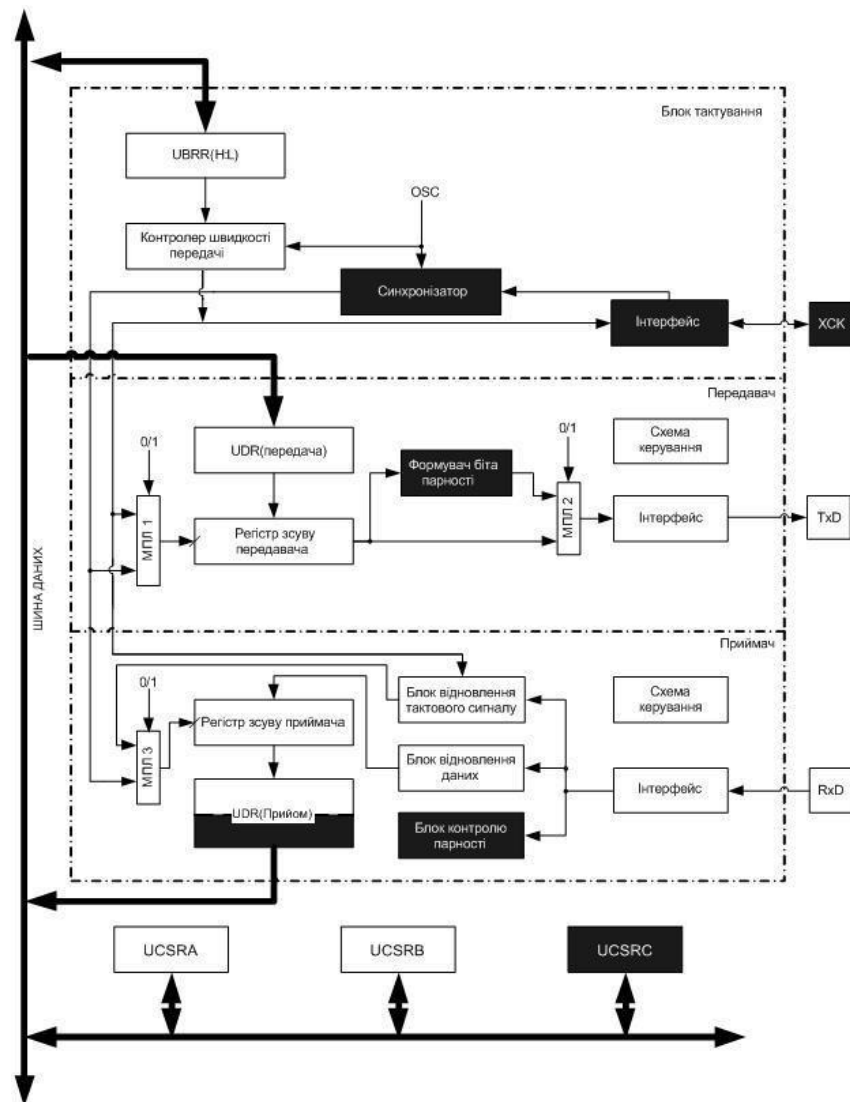 Блок тактування
UBRR(H:L)
OSC
Контролер швидкості
передачі
Синхронізатор
Інтерфейс
XCK
Передавач
0/1
UDR(передача)
Формувач біта
парності
0/1
Схема
керування
МПЛ 1
Регістр зсуву
передавача
МПЛ 2
Інтерфейс
TxD
ШИНА ДАНИХ
Приймач
0/1
Регістр зсуву приймача
Блок відновлення
тактового сигналу
Схема
керування
МПЛ 3
Блок відновлення
даних
Інтерфейс
RxD
UDR(Прийом)
Блок контролю
парності
UCSRA
UCSRB
UCSRC